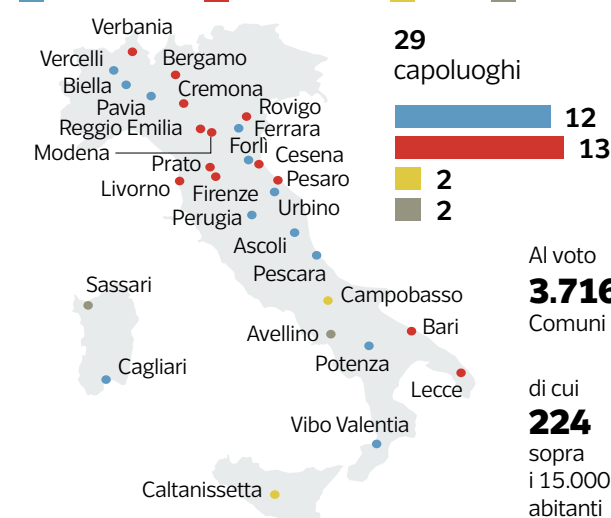 Verbania
Vercelli
Bergamo
Biella
Cremona
Pavia
Rovigo
Reggio Emilia
Ferrara
Forlì
Modena
Cesena
Prato
Pesaro
Livorno
Firenze
Urbino
Perugia
Ascoli
Pescara
Sassari
Campobasso
Avellino
Bari
Cagliari
Potenza
Lecce
Vibo Valentia
Caltanissetta
29
capoluoghi
12
13
2
2
Al voto
3.716
Comuni
di cui
224
sopra
i 15.000
abitanti